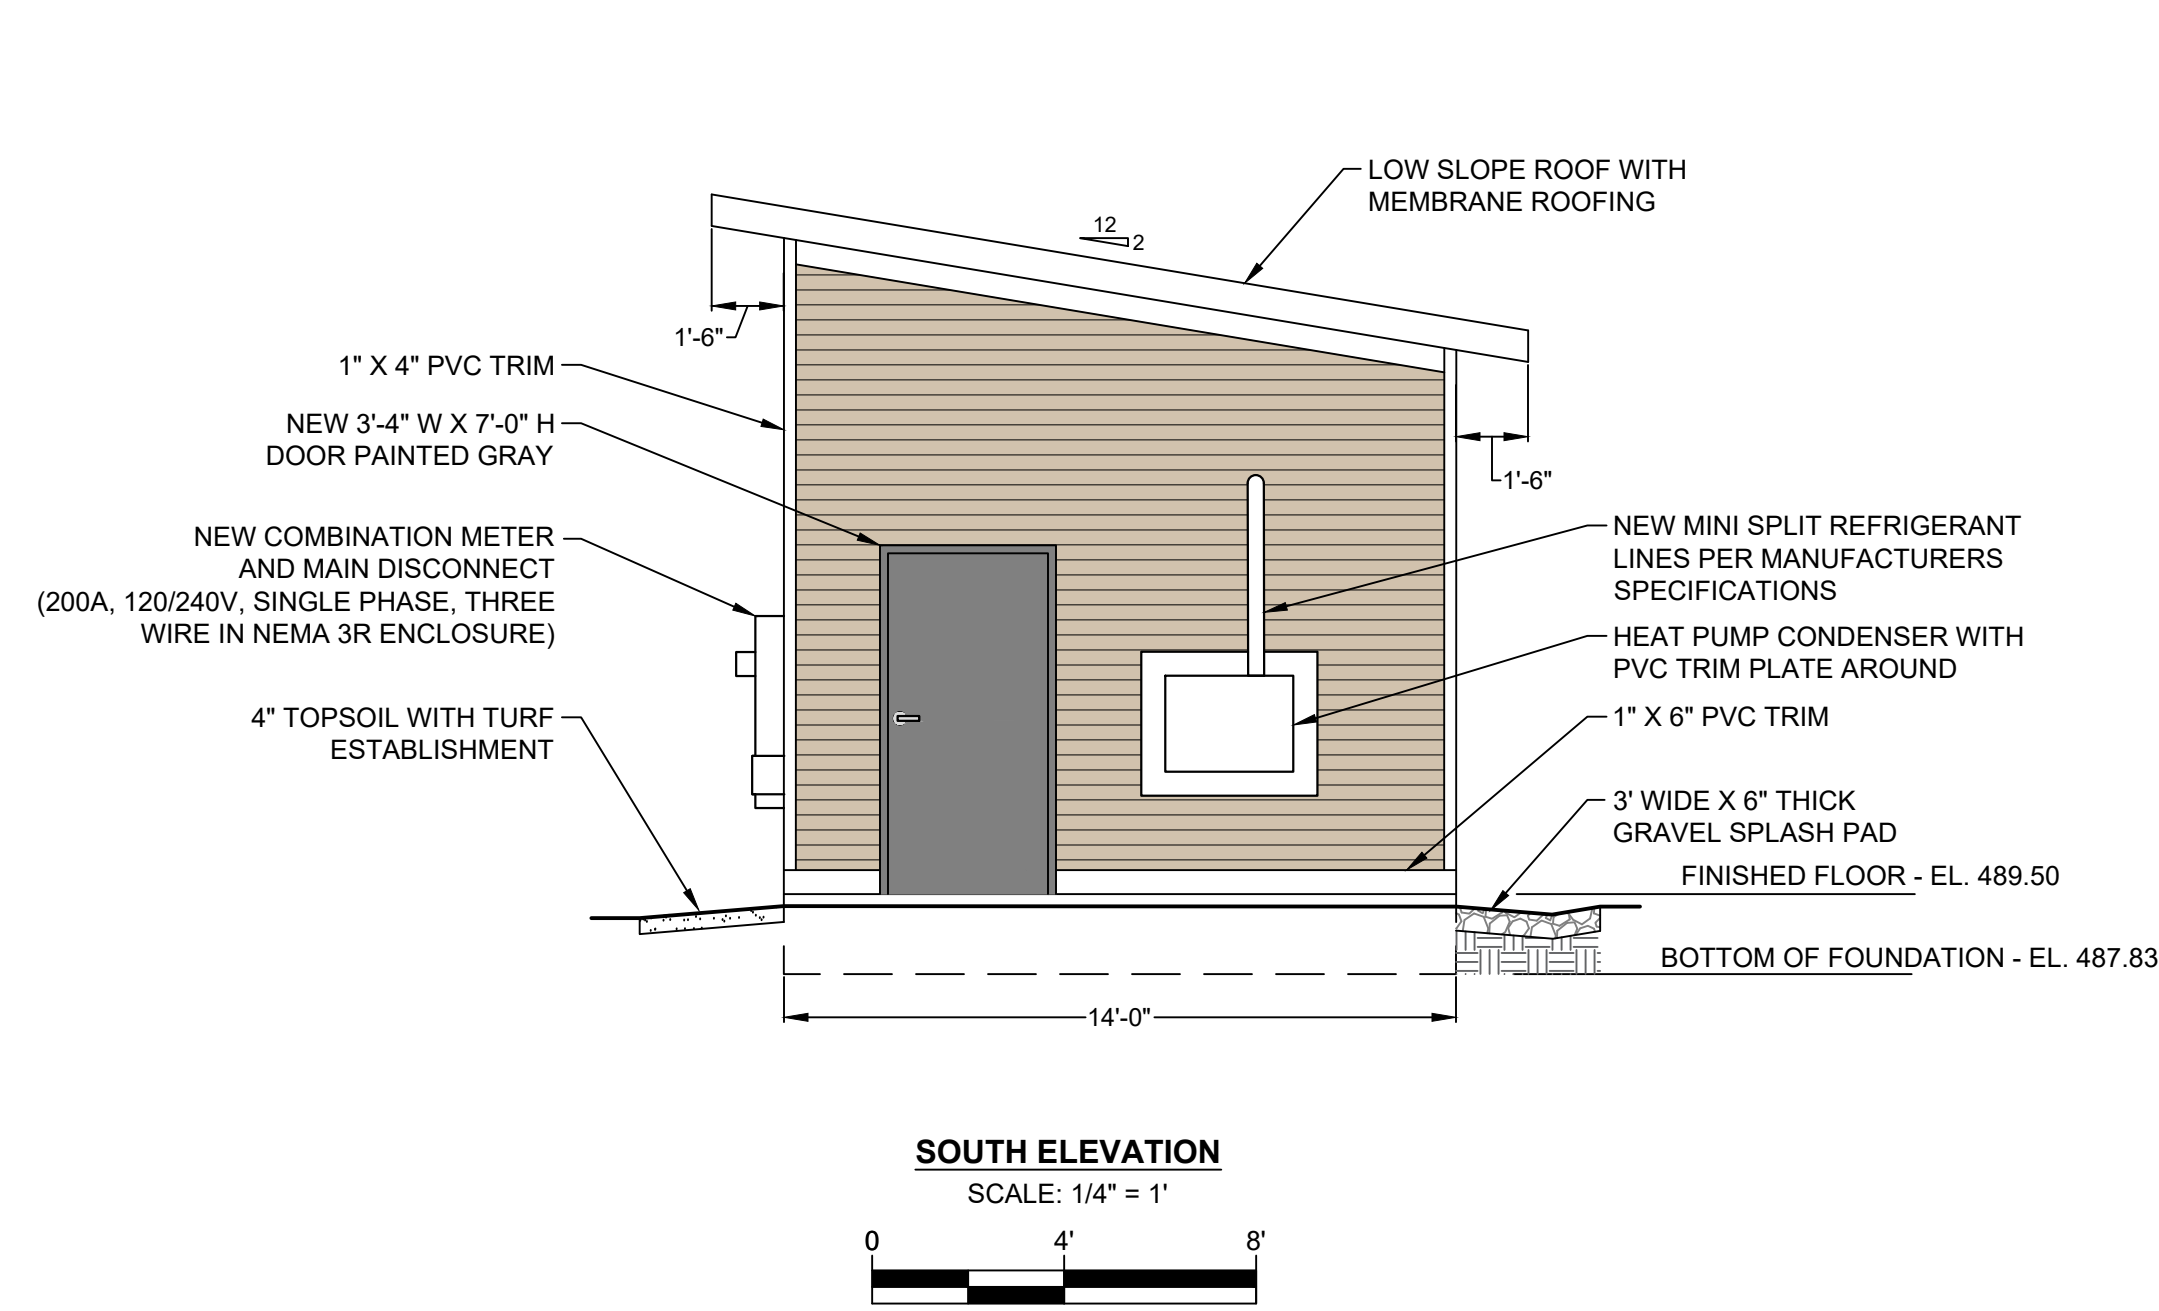 LOW SLOPE ROOF WITH
MEMBRANE ROOFING
12
2
1'-6"
1" X 4" PVC TRIM
NEW 3'-4" W X 7'-0" H
DOOR PAINTED GRAY
NEW COMBINATION METER
AND MAIN DISCONNECT
(200A, 120/240V, SINGLE PHASE, THREE
WIRE IN NEMA 3R ENCLOSURE)
4" TOPSOIL WITH TURF
ESTABLISHMENT
1'-6"
NEW MINI SPLIT REFRIGERANT
LINES PER MANUFACTURERS
SPECIFICATIONS
HEAT PUMP CONDENSER WITH
PVC TRIM PLATE AROUND
1" X 6" PVC TRIM
3' WIDE X 6" THICK
GRAVEL SPLASH PAD
FINISHED FLOOR - EL. 489.50
BOTTOM OF FOUNDATION - EL. 487.83
14'-0"
SOUTH ELEVATION
SCALE: 1/4" = 1'
0 4' 8'